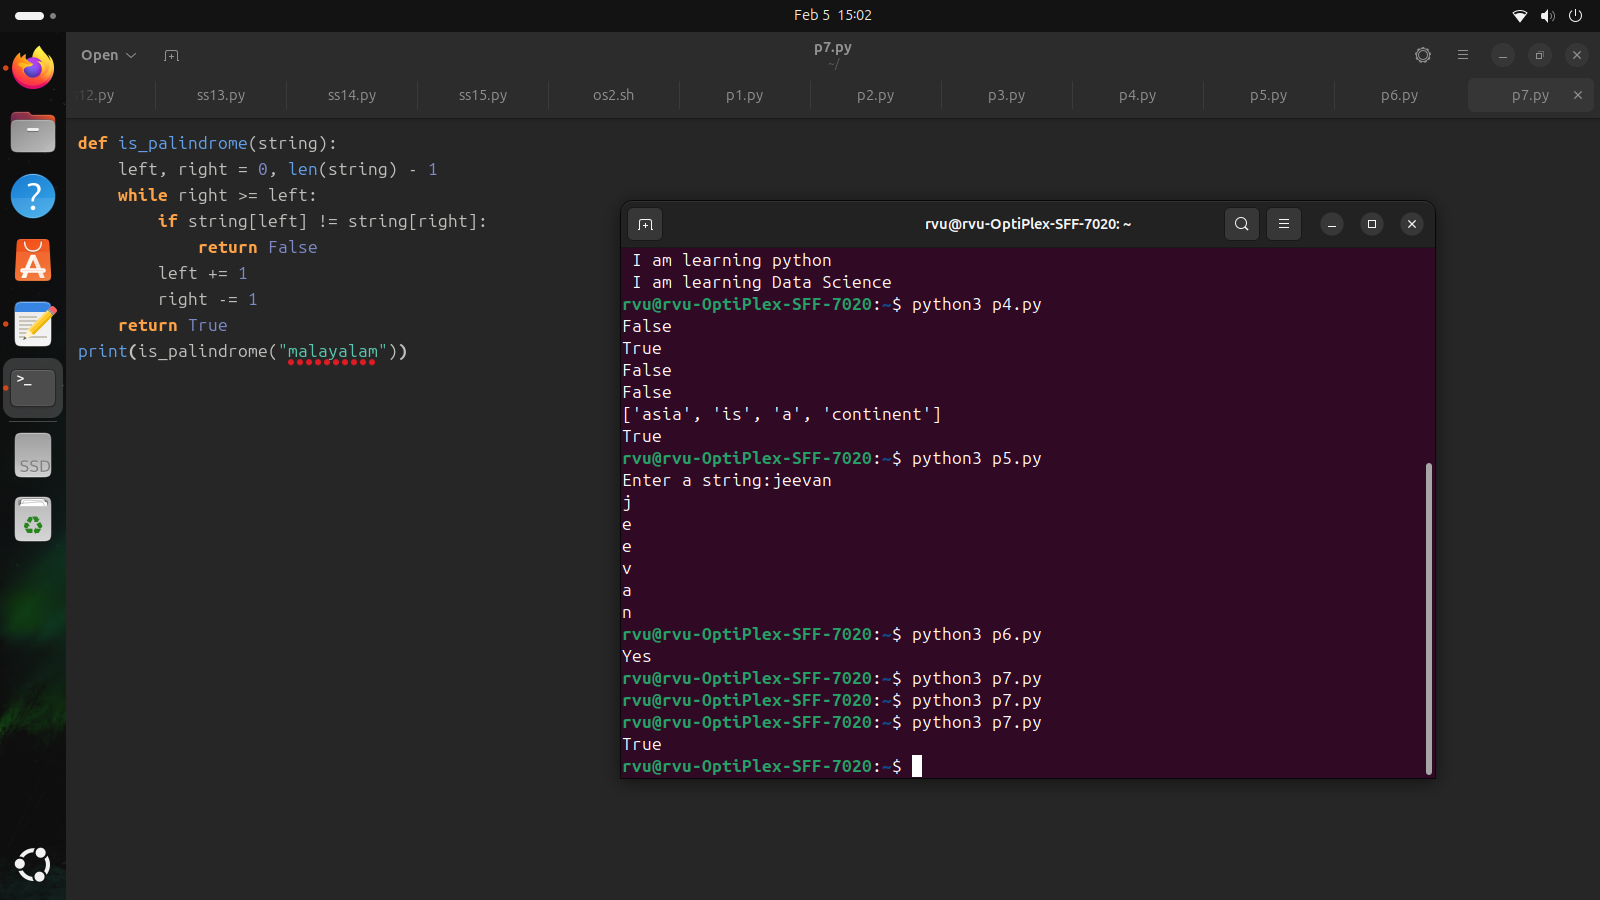 Feb 5 15:02
Open
p7.py
~/
12.py ss13.py ss14.py ss15.py os2.sh p1.py p2.py p3.py p4.py p5.py p6.py p7.py
def is_palindrome(string):
    left, right = 0, len(string) - 1
    while right >= left:
        if string[left] != string[right]:
            return False
        left += 1
        right -= 1
    return True
print(is_palindrome("malayalam"))
rvu@rvu-OptiPlex-SFF-7020: ~
 I am learning python
 I am learning Data Science
rvu@rvu-OptiPlex-SFF-7020:~$ python3 p4.py
False
True
False
False
['asia', 'is', 'a', 'continent']
True
rvu@rvu-OptiPlex-SFF-7020:~$ python3 p5.py
Enter a string:jeevan
j
e
e
v
a
n
rvu@rvu-OptiPlex-SFF-7020:~$ python3 p6.py
Yes
rvu@rvu-OptiPlex-SFF-7020:~$ python3 p7.py
rvu@rvu-OptiPlex-SFF-7020:~$ python3 p7.py
rvu@rvu-OptiPlex-SFF-7020:~$ python3 p7.py
True
rvu@rvu-OptiPlex-SFF-7020:~$
SSD